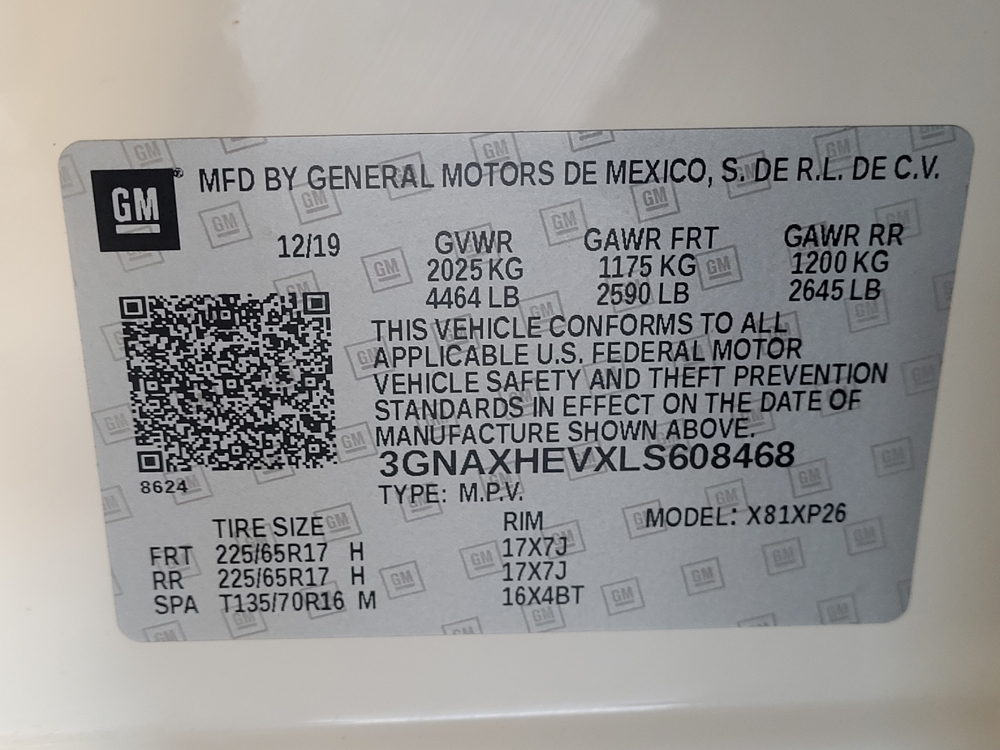 GM® MFD BY GENERAL MOTORS DE MEXICO, S. DE R.L. DE C.V.
12/19 GVWR GAWR FRT GAWR RR
2025 KG 1175 KG 1200 KG
4464 LB 2590 LB 2645 LB
THIS VEHICLE CONFORMS TO ALL
APPLICABLE U.S. FEDERAL MOTOR
VEHICLE SAFETY AND THEFT PREVENTION
STANDARDS IN EFFECT ON THE DATE OF
MANUFACTURE SHOWN ABOVE.
3GNAXHEVXLS608468
8624
TYPE: M.P.V.
TIRE SIZE RIM MODEL: X81XP26
FRT 225/65R17 H 17X7J
RR 225/65R17 H 17X7J
SPA T135/70R16 M 16X4BT